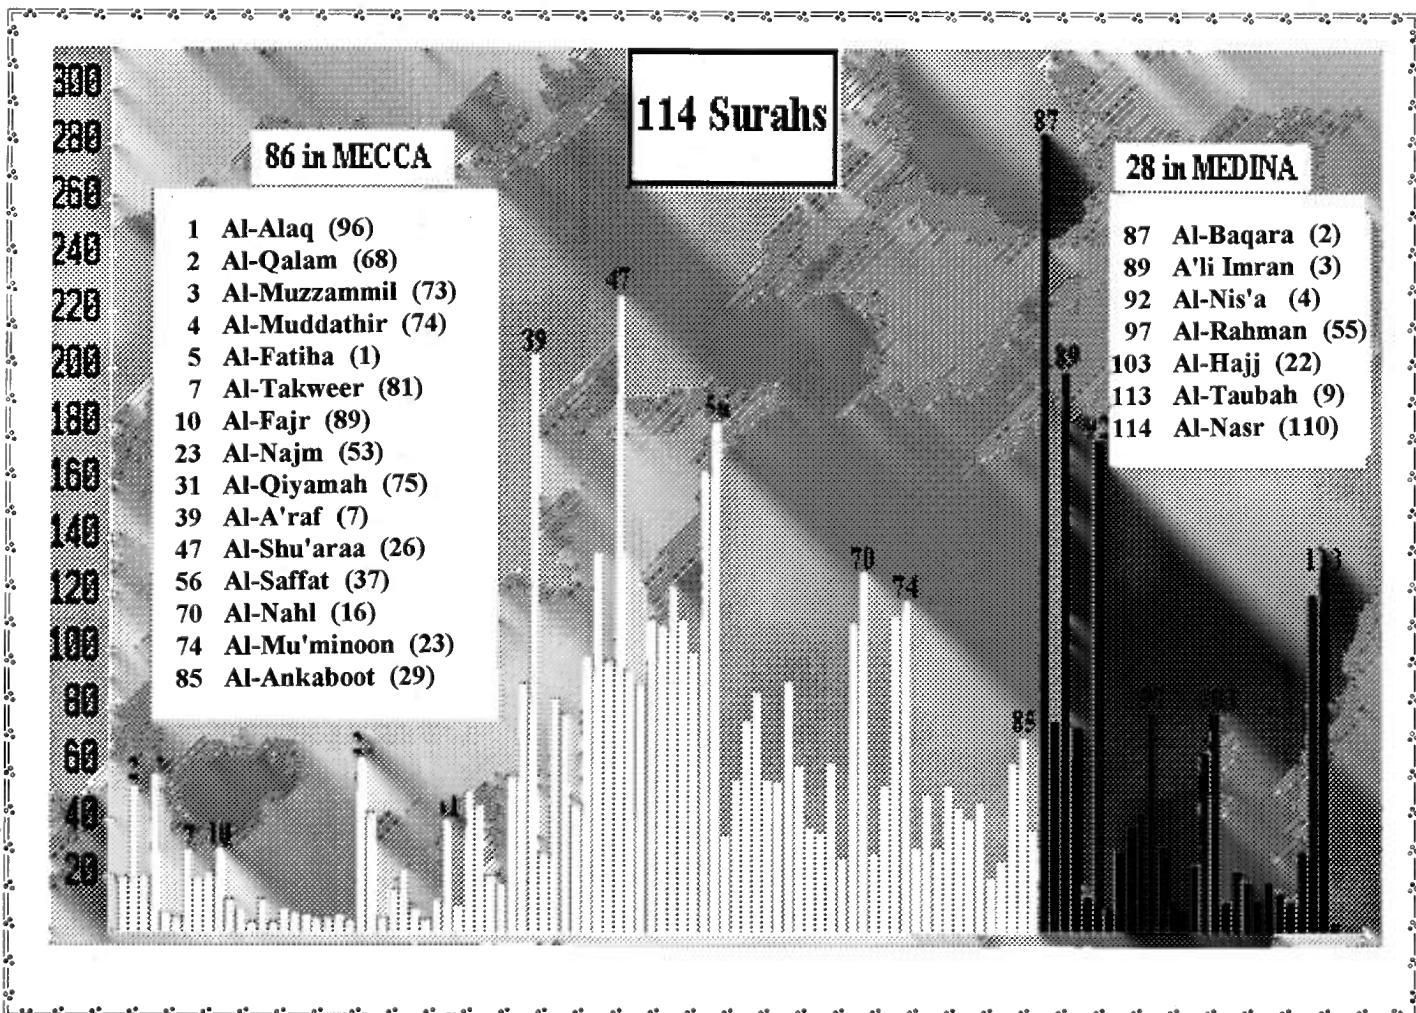 114 Surahs
86 in MECCA
1 Al-Alaq (96)
2 Al-Qalam (68)
3 Al-Muzzammil (73)
4 Al-Muddathir (74)
5 Al-Fatiha (1)
7 Al-Takweer (81)
10 Al-Fajr (89)
23 Al-Najm (53)
31 Al-Qiyamah (75)
39 Al-A'raf (7)
47 Al-Shu'araa (26)
56 Al-Saffat (37)
70 Al-Nahl (16)
74 Al-Mu'minoon (23)
85 Al-Ankaboot (29)
28 in MEDINA
87 Al-Baqara (2)
89 A'li Imran (3)
92 Al-Nis'a (4)
97 Al-Rahman (55)
103 Al-Hajj (22)
113 Al-Taubah (9)
114 Al-Nasr (110)
300
280
260
240
220
200
180
160
140
120
100
80
60
40
20
10
39
47
56
70
74
85
87
89
113